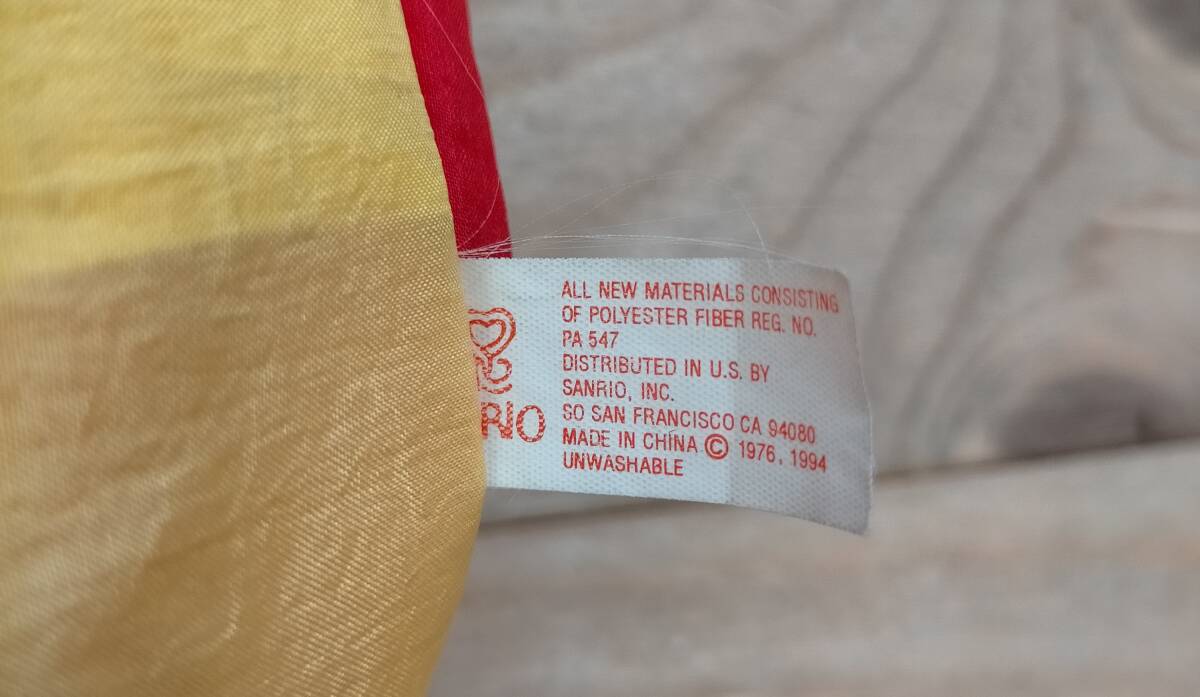 ALL NEW MATERIALS CONSISTING
OF POLYESTER FIBER REG. NO.
PA 547
DISTRIBUTED IN U.S. BY
SANRIO, INC.
SO SAN FRANCISCO CA 94080
MADE IN CHINA © 1976, 1994
UNWASHABLE
RIO